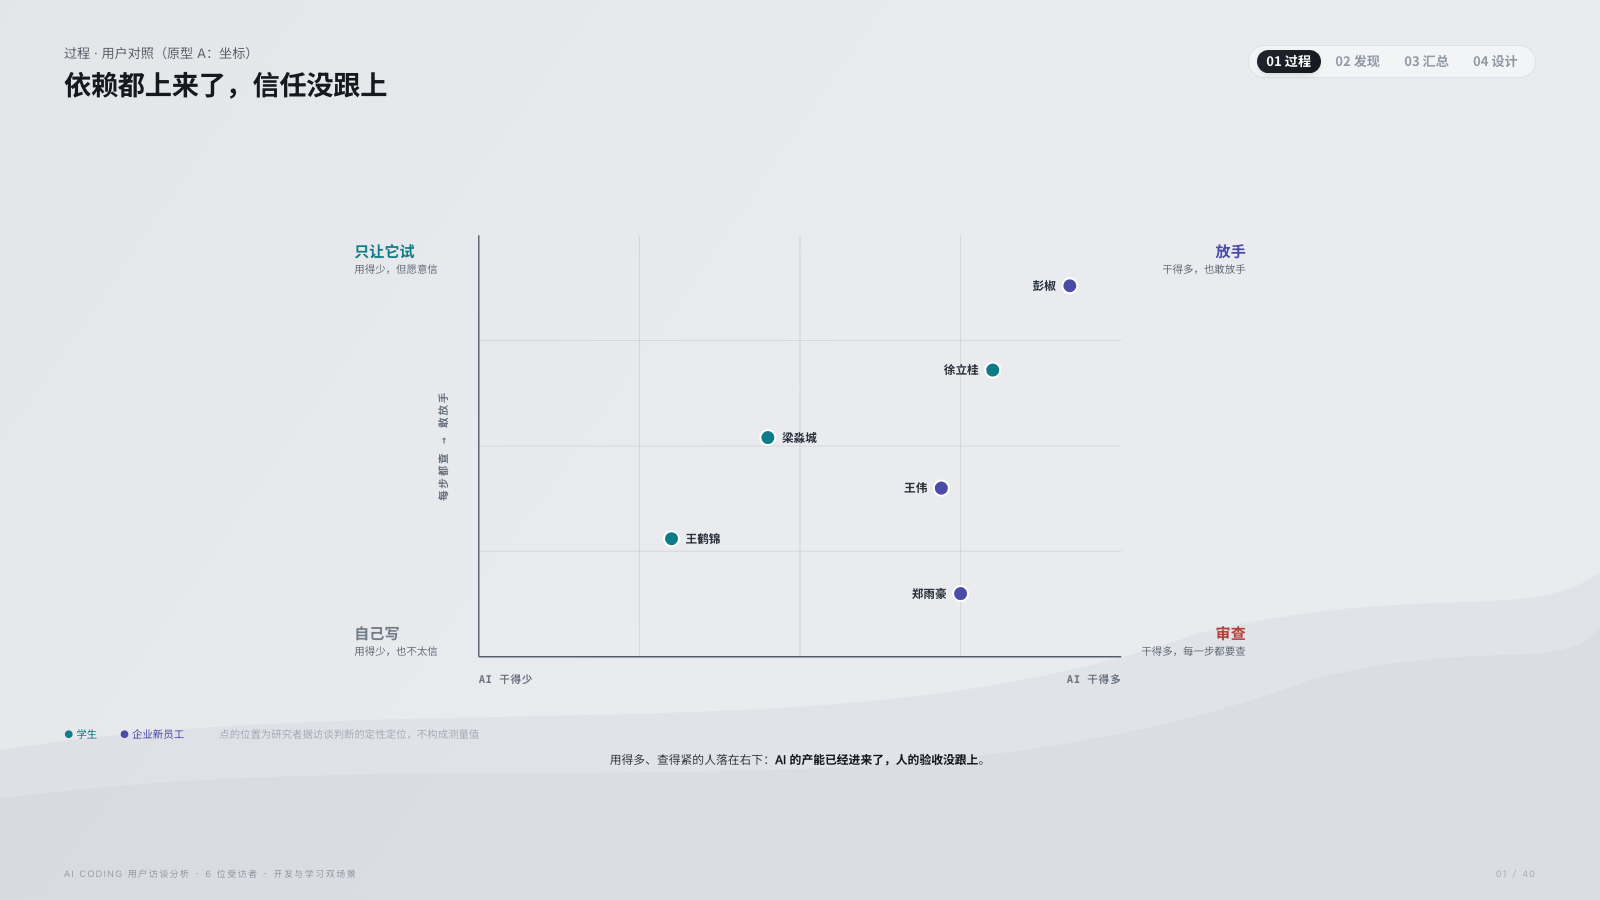 过程 · 用户对照（原型 A：坐标）
依赖都上来了，信任没跟上
01 过程
02 发现
03 汇总
04 设计
只让它试
用得少，但愿意信
放手
干得多，也敢放手
彭椒
徐立桂
梁淼城
王伟
王鹤锦
郑雨豪
每步都查 → 敢放手
自己写
用得少，也不太信
审查
干得多，每一步都要查
AI 干得少
AI 干得多
学生
企业新员工
点的位置为研究者据访谈判断的定性定位，不构成测量值
用得多、查得紧的人落在右下：AI 的产能已经进来了，人的验收没跟上。
AI CODING 用户访谈分析 · 6 位受访者 · 开发与学习双场景
01 / 40